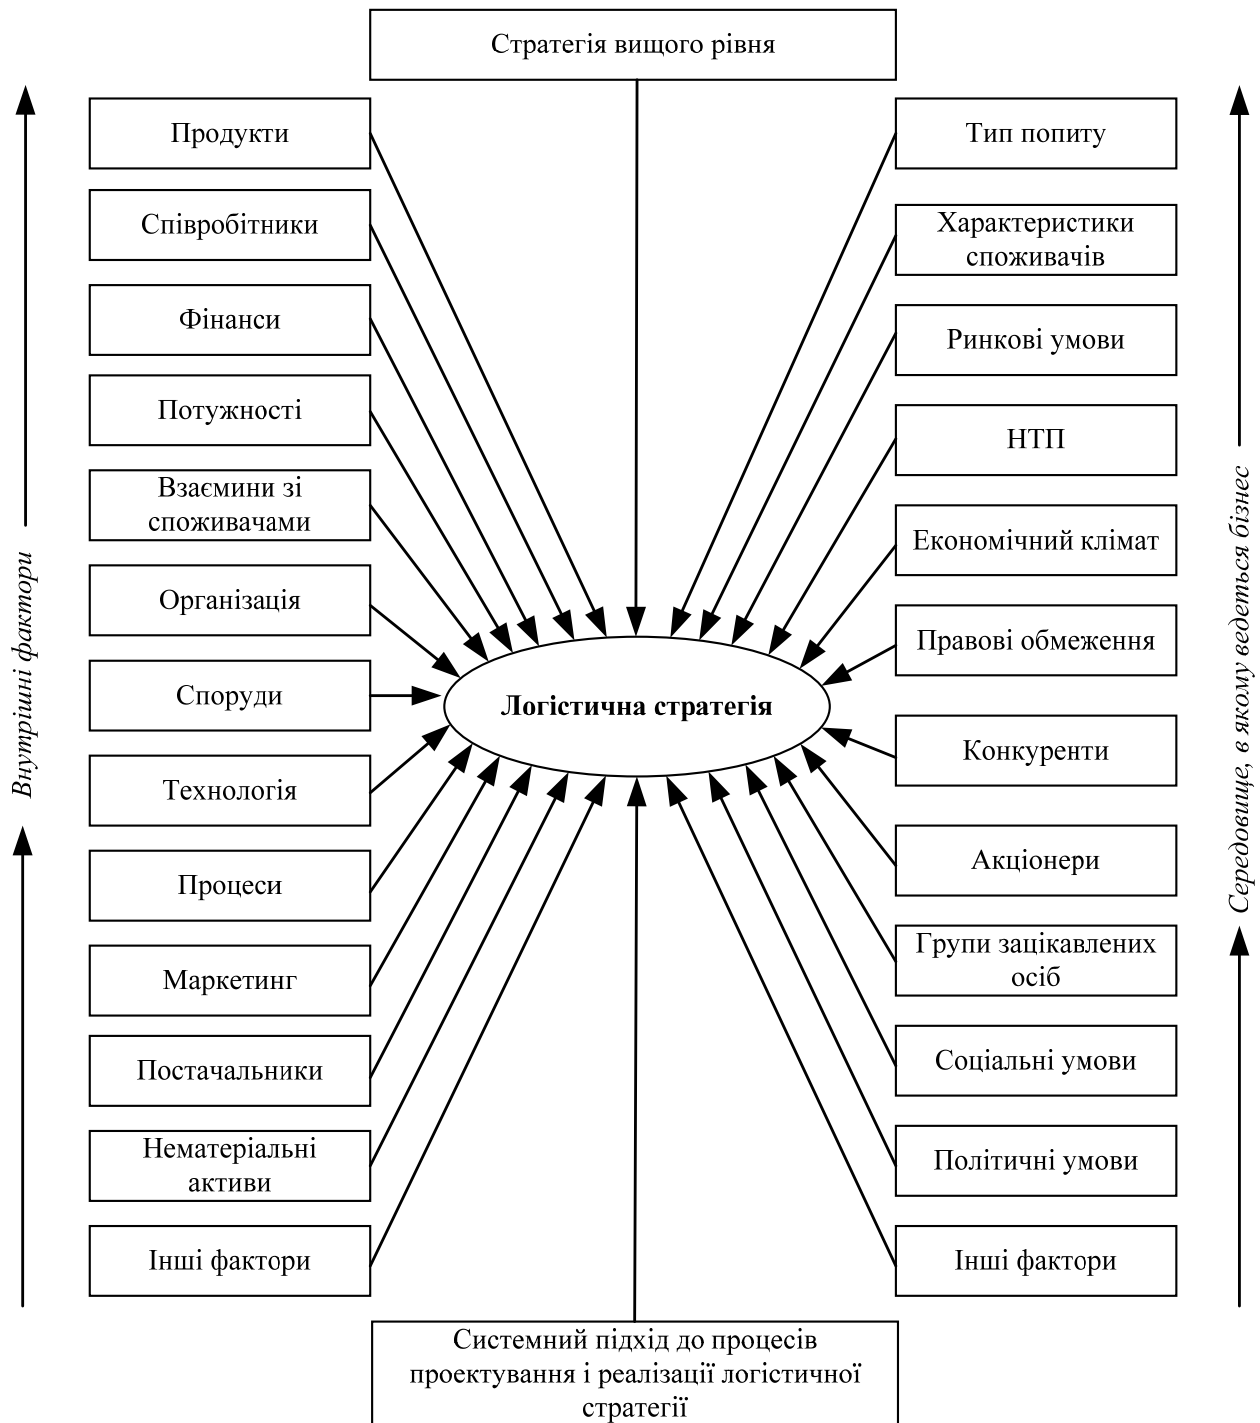 Стратегія вищого рівня
Внутрішні фактори
Продукти
Співробітники
Фінанси
Потужності
Взаємини зі
споживачами
Організація
Споруди
Технологія
Процеси
Маркетинг
Постачальники
Нематеріальні
активи
Інші фактори
Логістична стратегія
Тип попиту
Характеристики
споживачів
Ринкові умови
НТП
Економічний клімат
Правові обмеження
Конкуренти
Акціонери
Групи зацікавлених
осіб
Соціальні умови
Політичні умови
Інші фактори
Середовище, в якому ведеться бізнес
Системний підхід до процесів
проектування і реалізації логістичної
стратегії